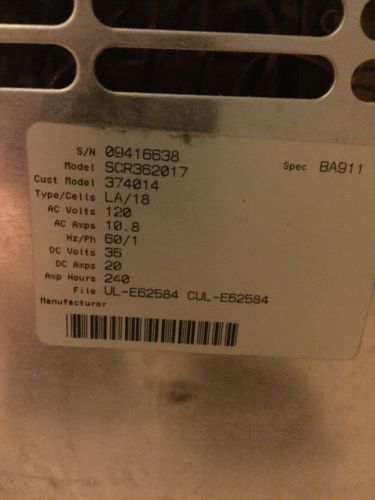 S/N 09416638
Model SCR362017 Spec BA911
Cust Model 374014
Type/Cells LA/18
AC Volts 120
AC Amps 10.8
Hz/Ph 60/1
DC Volts 36
DC Amps 20
Amp Hours 240
File UL-E62584 CUL-E62584
Manufacturer